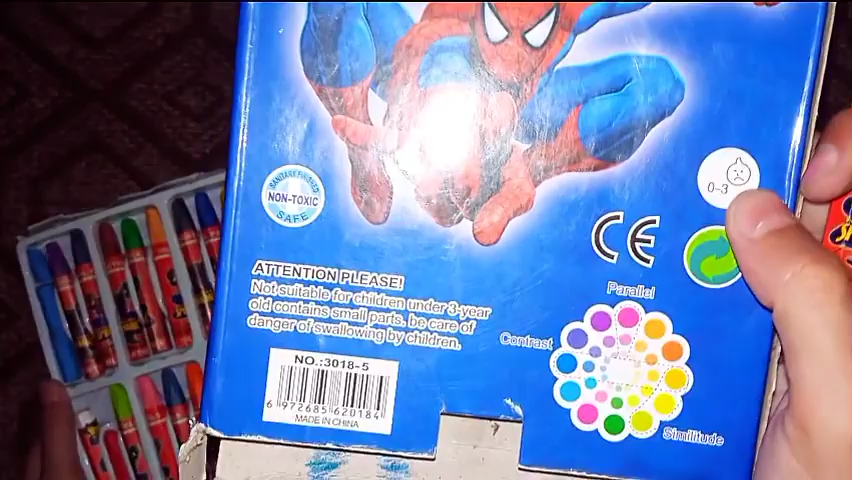 SANITARY FINISHED
NON-TOXIC
SAFE
0-3
CE
ATTENTION PLEASE!
Not suitable for children under 3-year
old contains small parts. be care of
danger of swallowing by children.
Parallel
Contrast
Similitude
NO.:3018-5
6 972685 620184
MADE IN CHINA